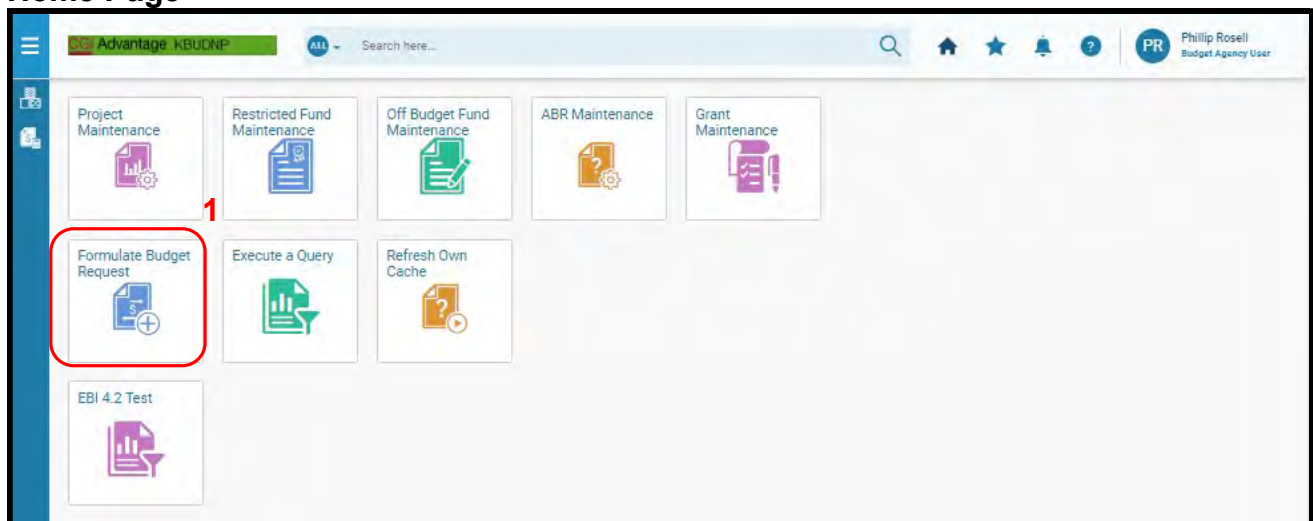 Home Page
CGI Advantage KBUDNP
ALL
Search here...
?
PR
Phillip Rosell
Budget Agency User
Project
Maintenance
Restricted Fund
Maintenance
Off Budget Fund
Maintenance
ABR Maintenance
Grant
Maintenance
1
Formulate Budget
Request
Execute a Query
Refresh Own
Cache
EBI 4.2 Test